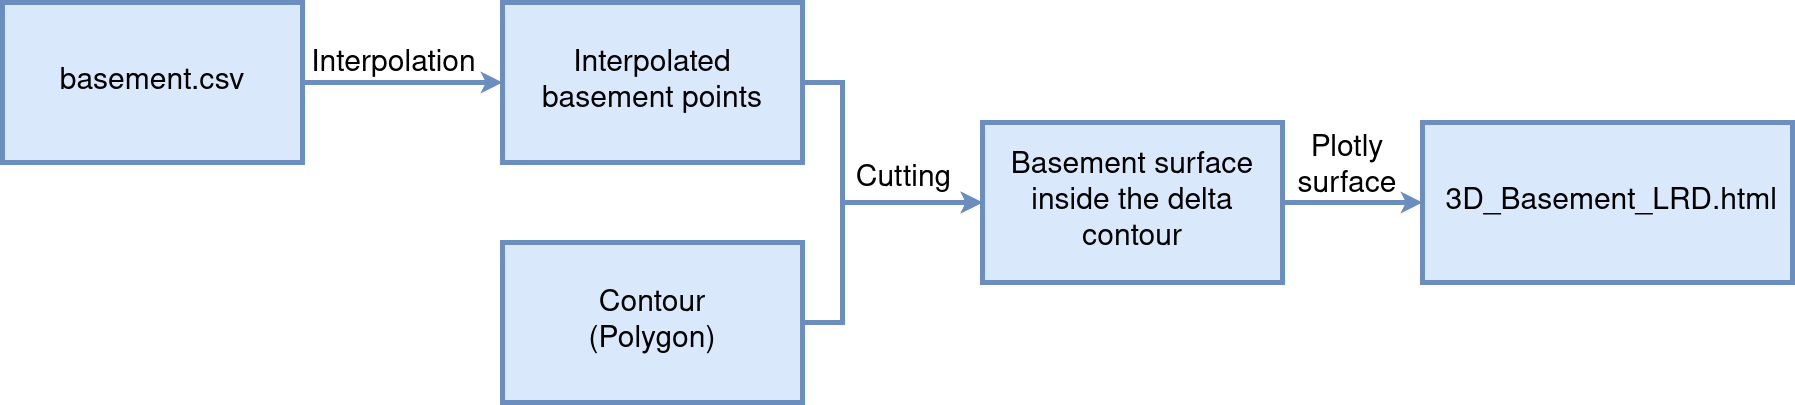 basement.csv
Interpolation
Interpolated
basement points
Contour
(Polygon)
Cutting
Basement surface
inside the delta
contour
Plotly
surface
3D_Basement_LRD.html